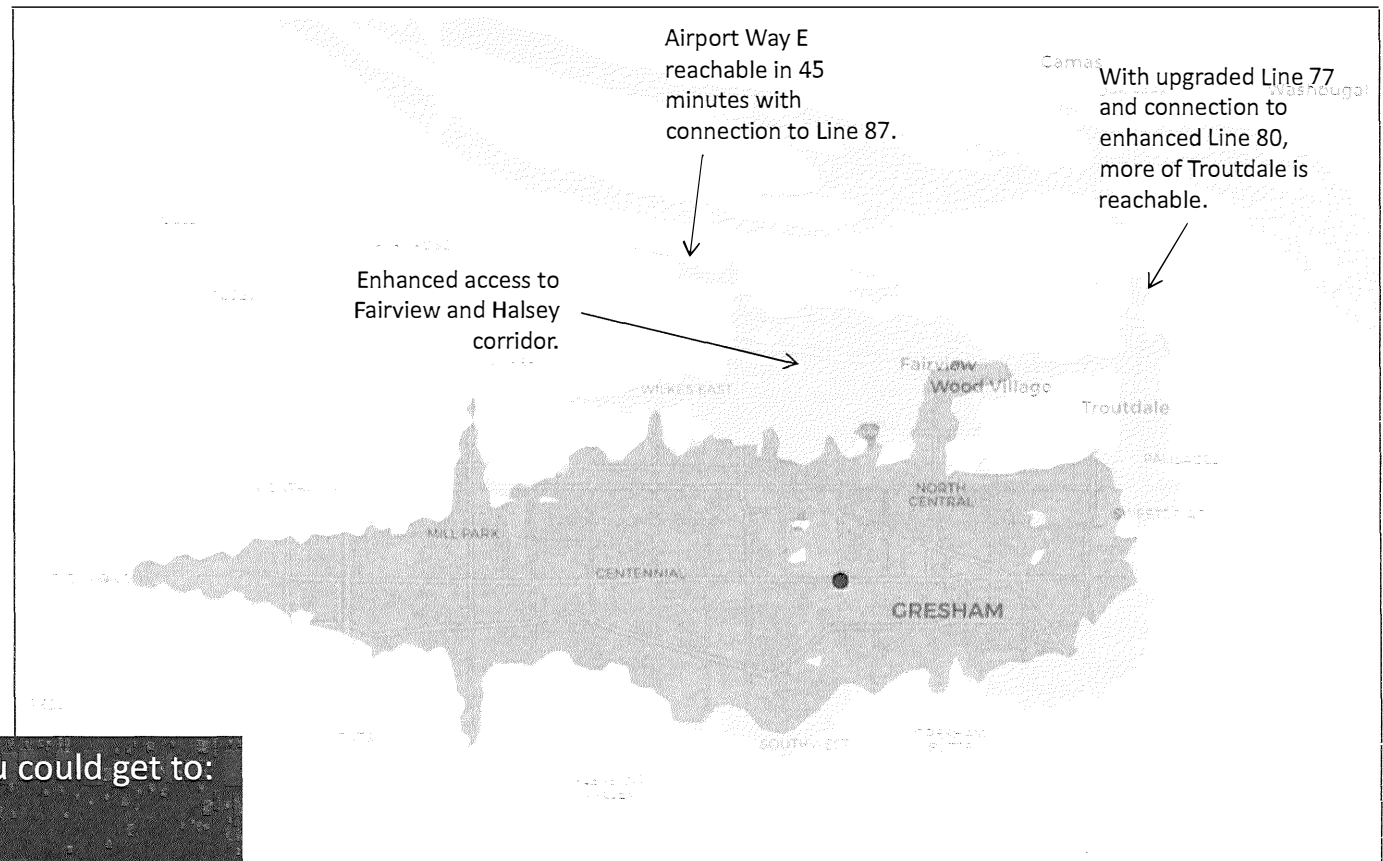 Airport Way E
reachable in 45
minutes with
connection to Line 87.
Camas
Washougal
With upgraded Line 77
and connection to
enhanced Line 80,
more of Troutdale is
reachable.
Enhanced access to
Fairview and Halsey
corridor.
Fairview
Wood Village
WILKES EAST
Troutdale
NORTH
CENTRAL
MILL PARK
CENTENNIAL
GRESHAM
SOUTHWEST
u could get to: